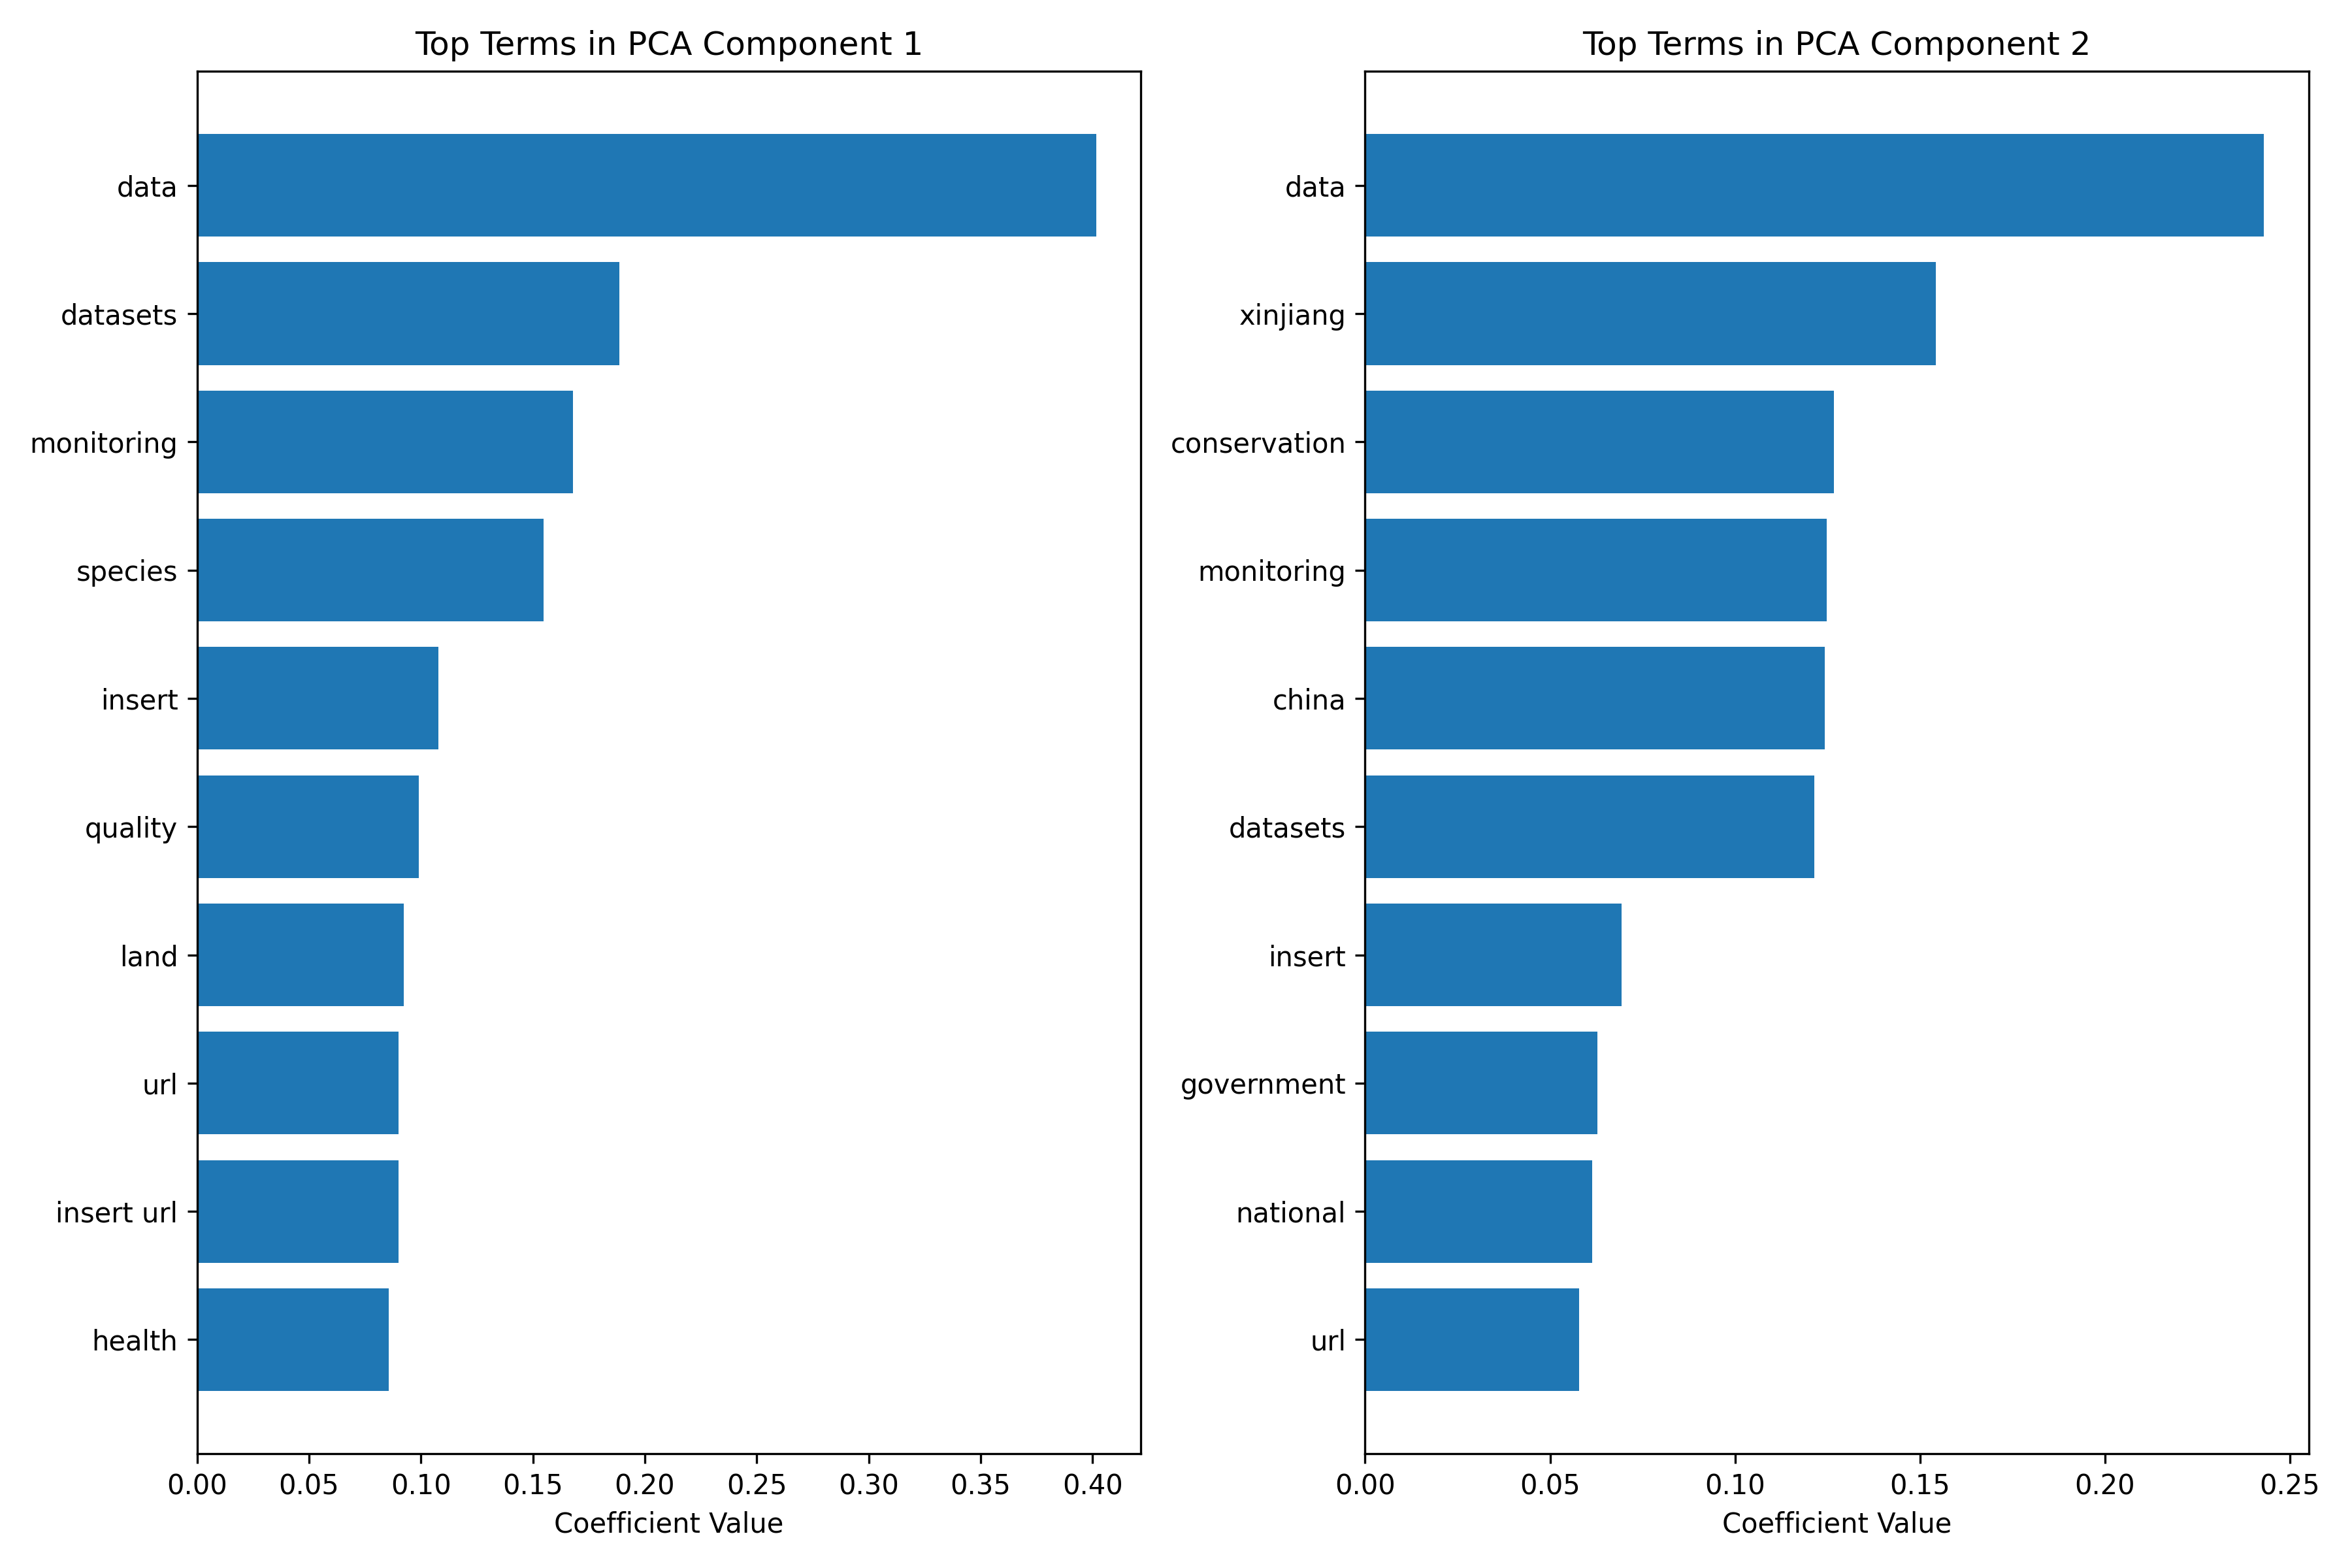 Top Terms in PCA Component 1
data
datasets
monitoring
species
insert
quality
land
url
insert url
health
0.00 0.05 0.10 0.15 0.20 0.25 0.30 0.35 0.40
Coefficient Value
Top Terms in PCA Component 2
data
xinjiang
conservation
monitoring
china
datasets
insert
government
national
url
0.00 0.05 0.10 0.15 0.20 0.25
Coefficient Value